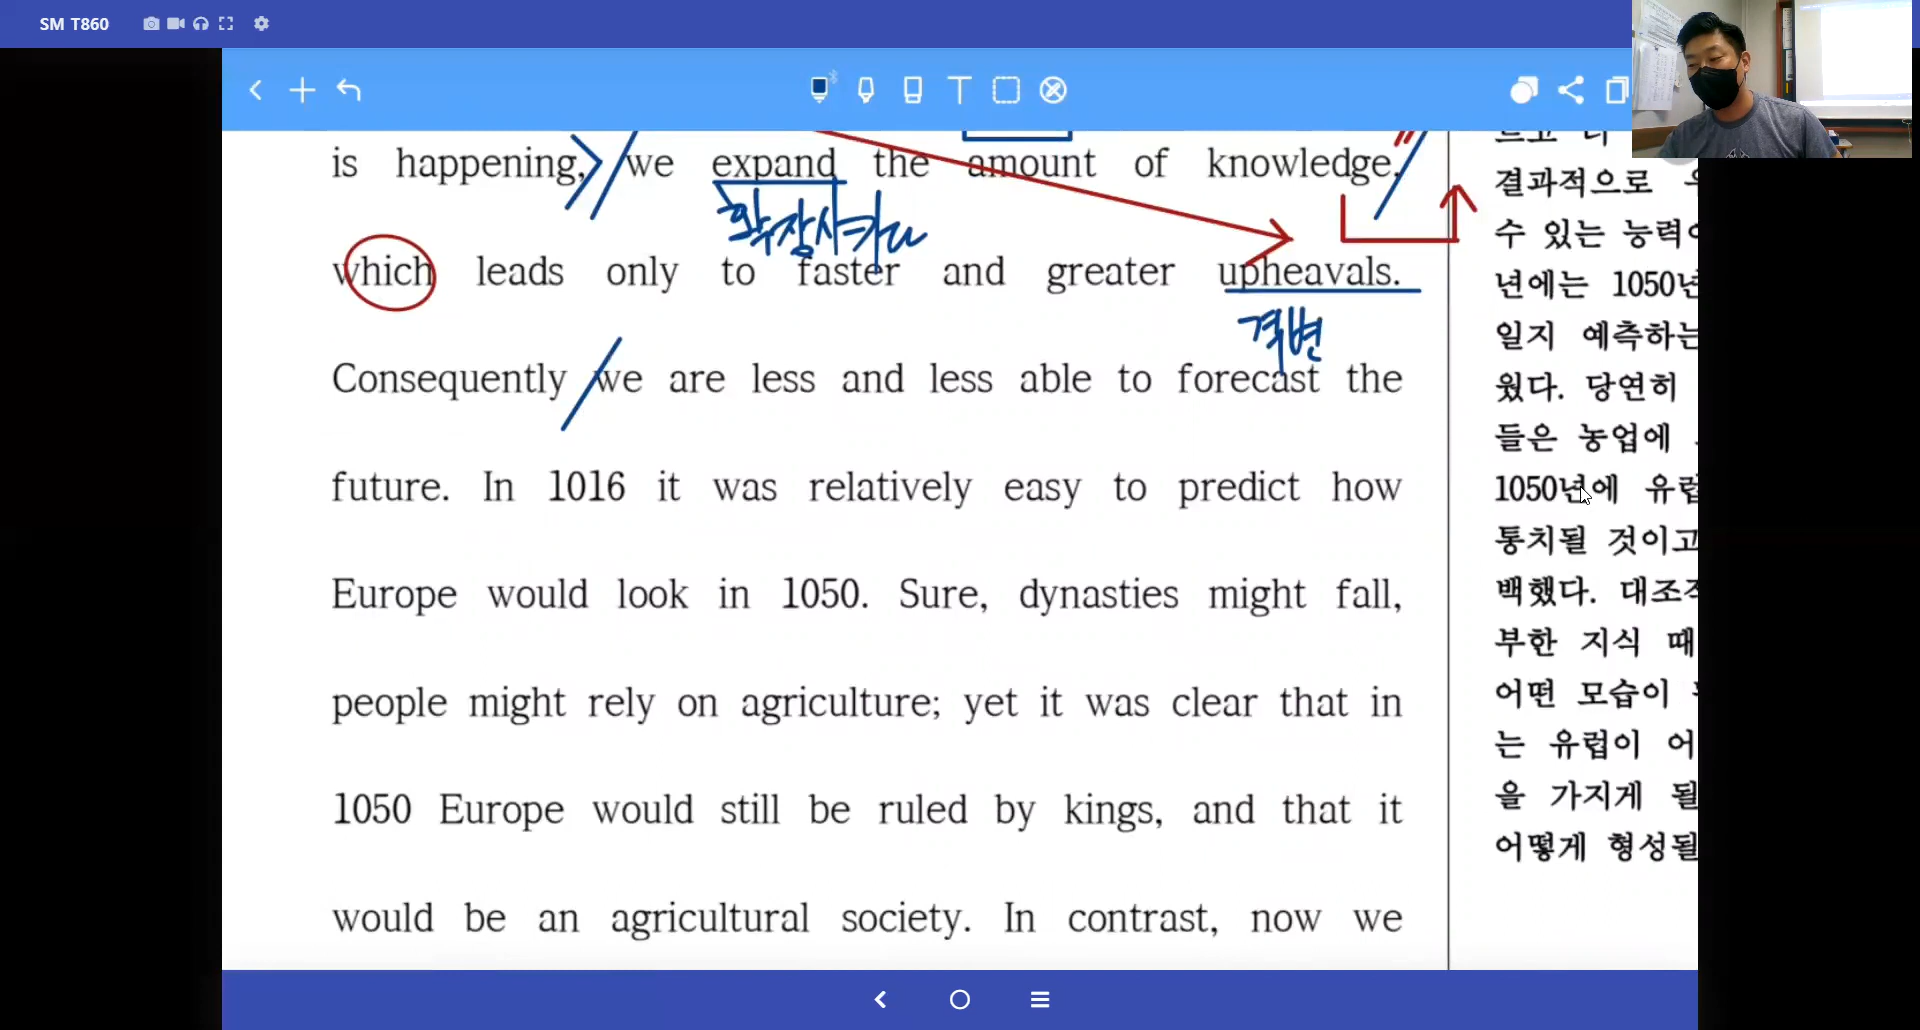 SM T860
is happening, we expand the amount of knowledge,
확장시키다
which leads only to faster and greater upheavals.
격변
Consequently we are less and less able to forecast the
future. In 1016 it was relatively easy to predict how
Europe would look in 1050. Sure, dynasties might fall,
people might rely on agriculture; yet it was clear that in
1050 Europe would still be ruled by kings, and that it
would be an agricultural society. In contrast, now we
결과적으로
수 있는 능력이
년에는 1050년
일지 예측하는
웠다. 당연히
들은 농업에
1050년에 유럽
통치될 것이고
백했다. 대조적
부한 지식 때
어떤 모습이
는 유럽이 어
을 가지게 될
어떻게 형성될